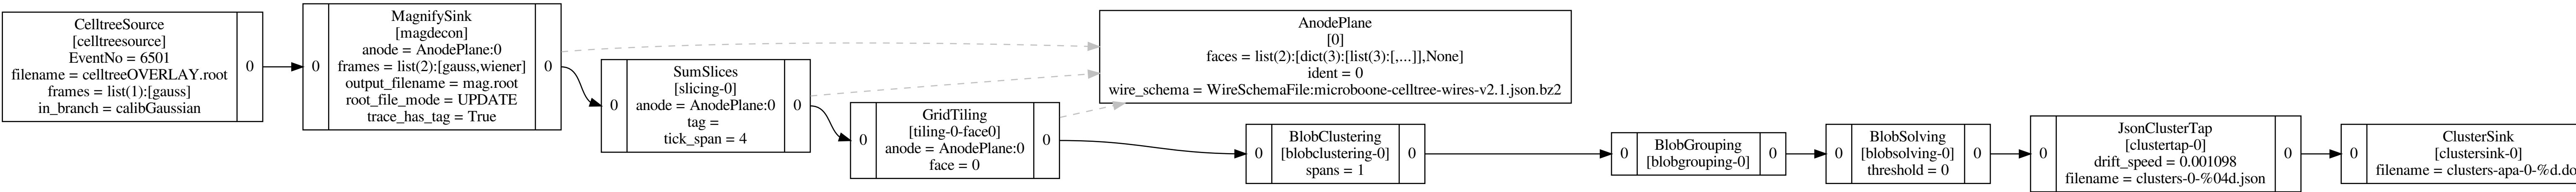 CelltreeSource
[celltreesource]
EventNo = 6501
filename = celltreeOVERLAY.root
frames = list(1):[gauss]
in_branch = calibGaussian
0
0
MagnifySink
[magdecon]
anode = AnodePlane:0
frames = list(2):[gauss,wiener]
output_filename = mag.root
root_file_mode = UPDATE
trace_has_tag = True
0
0
SumSlices
[slicing-0]
anode = AnodePlane:0
tag =
tick_span = 4
0
0
GridTiling
[tiling-0-face0]
anode = AnodePlane:0
face = 0
0
AnodePlane
[0]
faces = list(2):[dict(3):[list(3):[,...]],None]
ident = 0
wire_schema = WireSchemaFile:microboone-celltree-wires-v2.1.json.bz2
0
BlobClustering
[blobclustering-0]
spans = 1
0
0
BlobGrouping
[blobgrouping-0]
0
0
BlobSolving
[blobsolving-0]
threshold = 0
0
0
JsonClusterTap
[clustertap-0]
drift_speed = 0.001098
filename = clusters-0-%04d.json
0
0
ClusterSink
[clustersink-0]
filename = clusters-apa-0-%d.do